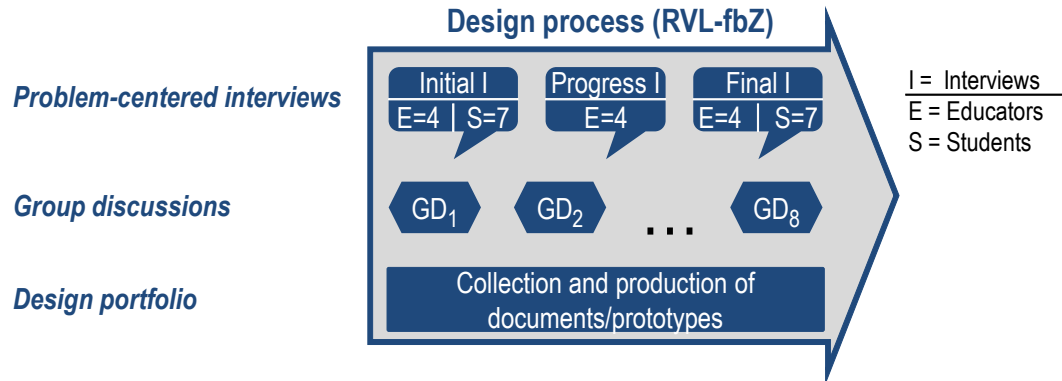 Design process (RVL-fbZ)
Problem-centered interviews
Initial I
E=4 | S=7
Progress I
E=4
Final I
E=4 | S=7
I = Interviews
E = Educators
S = Students
Group discussions
GD1
GD2
...
GD8
Design portfolio
Collection and production of
documents/prototypes